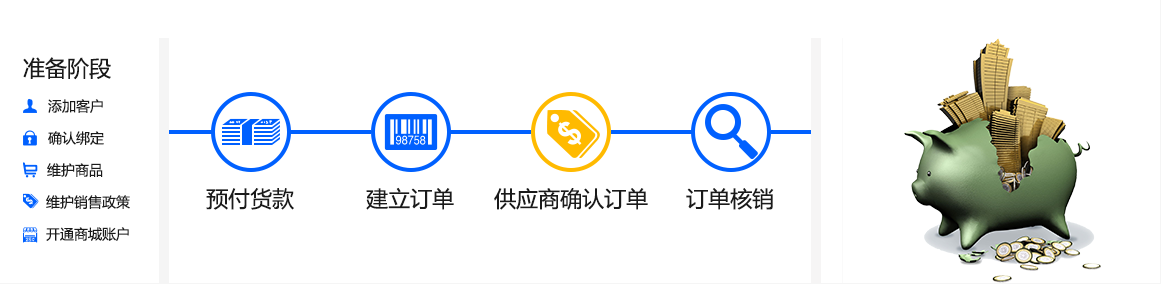 准备阶段
添加客户
确认绑定
维护商品
维护销售政策
开通商城账户
98758
预付货款
建立订单
供应商确认订单
订单核销